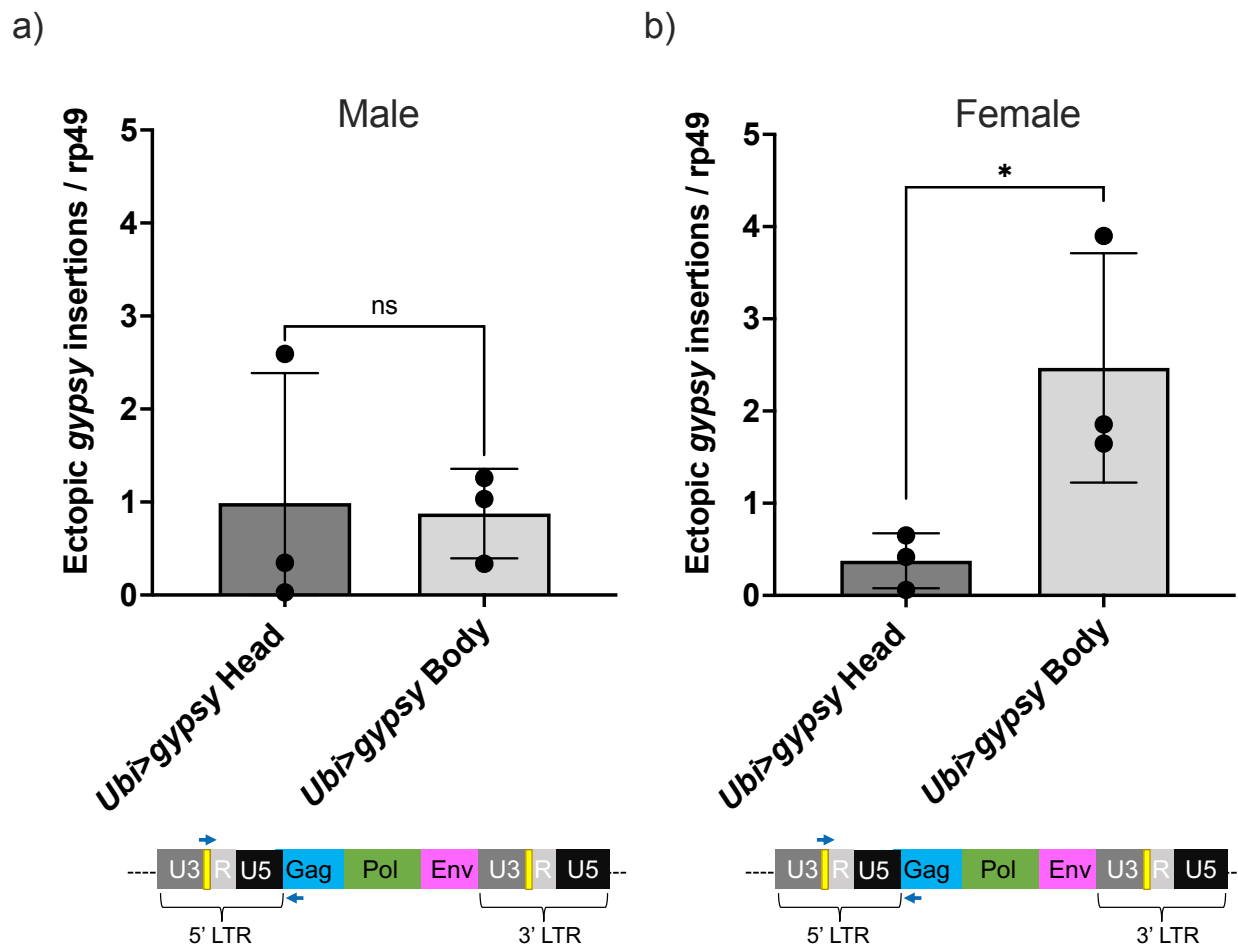 a)
Male
Ectopic gypsy insertions / rp49
5
4
3
2
1
0
ns
Ubi>gypsy Head
Ubi>gypsy Body
U3 R U5 Gag Pol Env U3 R U5
5’ LTR 3’ LTR
b)
Female
Ectopic gypsy insertions / rp49
5
4
3
2
1
0
*
Ubi>gypsy Head
Ubi>gypsy Body
U3 R U5 Gag Pol Env U3 R U5
5’ LTR 3’ LTR